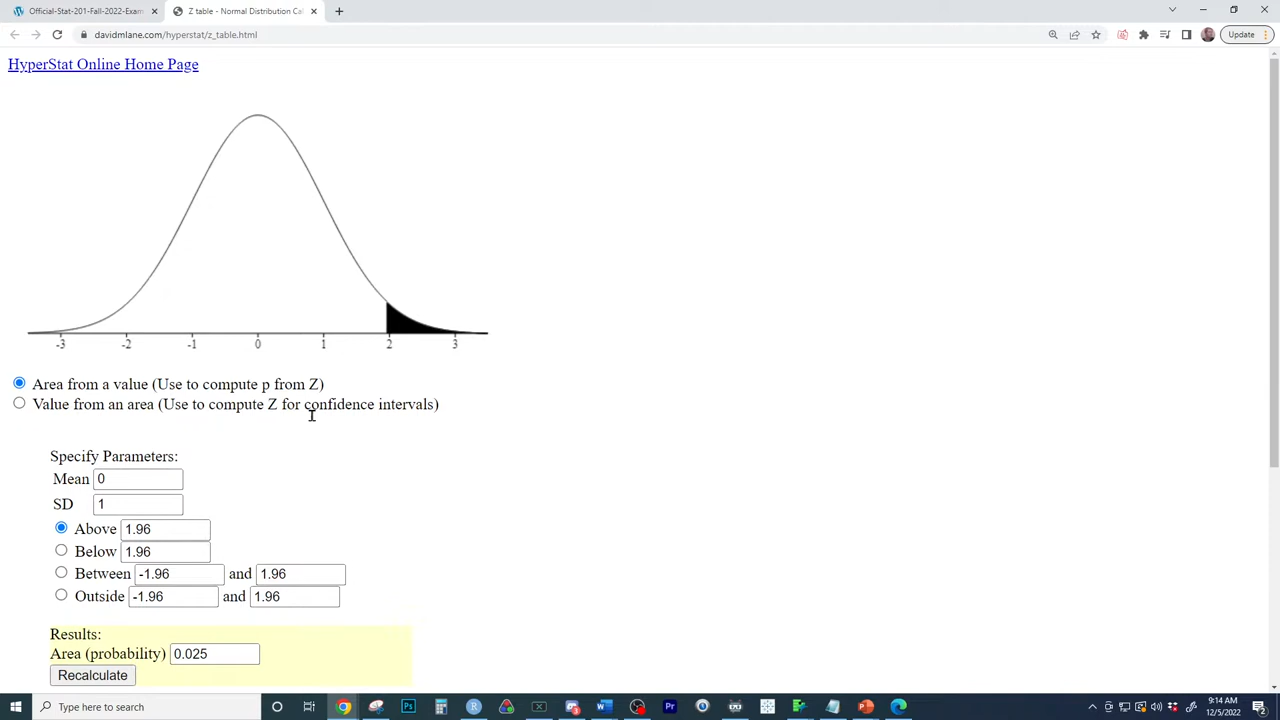 Official-Stat-201-Fall-2022-Exam
Z table - Normal Distribution Ca
davidmlane.com/hyperstat/z_table.html
Update
HyperStat Online Home Page
-3 -2 -1 0 1 2 3
Area from a value (Use to compute p from Z)
Value from an area (Use to compute Z for confidence intervals)
Specify Parameters:
Mean 0
SD 1
Above 1.96
Below 1.96
Between -1.96 and 1.96
Outside -1.96 and 1.96
Results:
Area (probability) 0.025
Recalculate
Type here to search
9:14 AM
12/5/2022